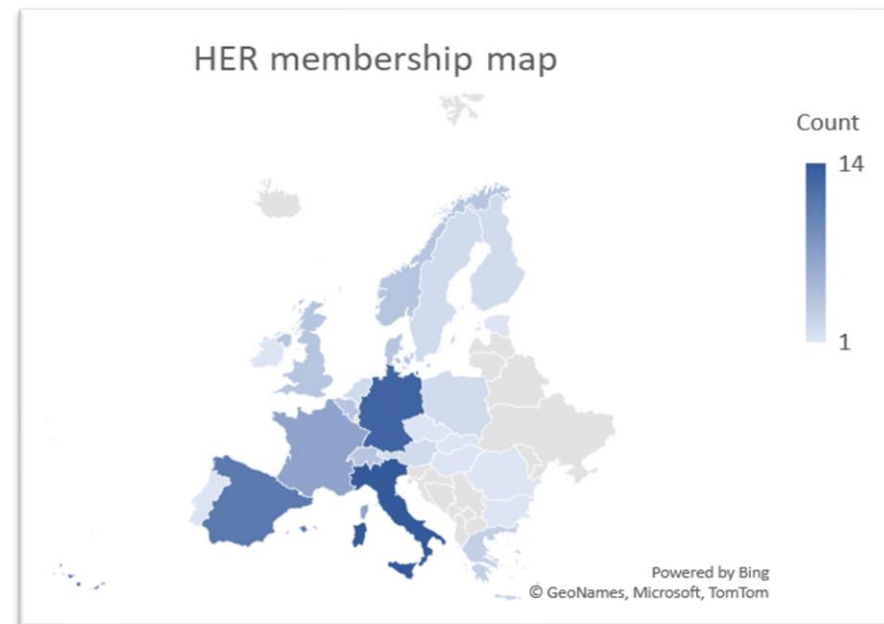 HER membership map
Count
14
1
Powered by Bing
© GeoNames, Microsoft, TomTom